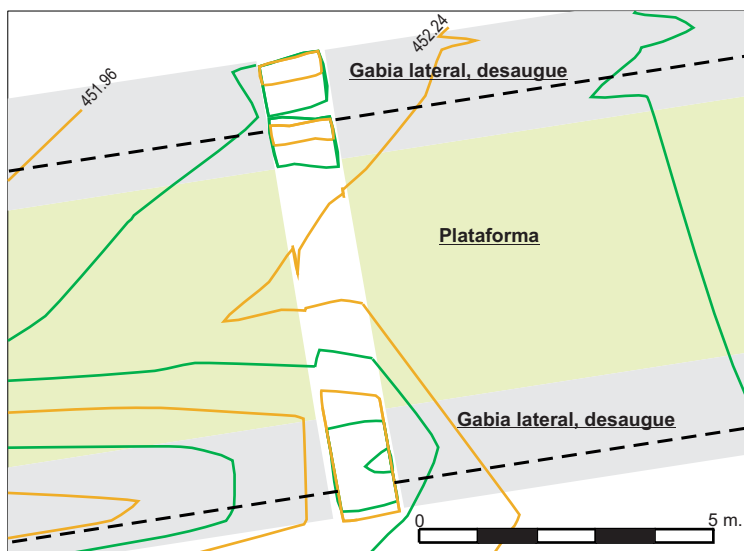 451.96
452.24
Gabia lateral, desaugue
Plataforma
Gabia lateral, desaugue
0
5 m.